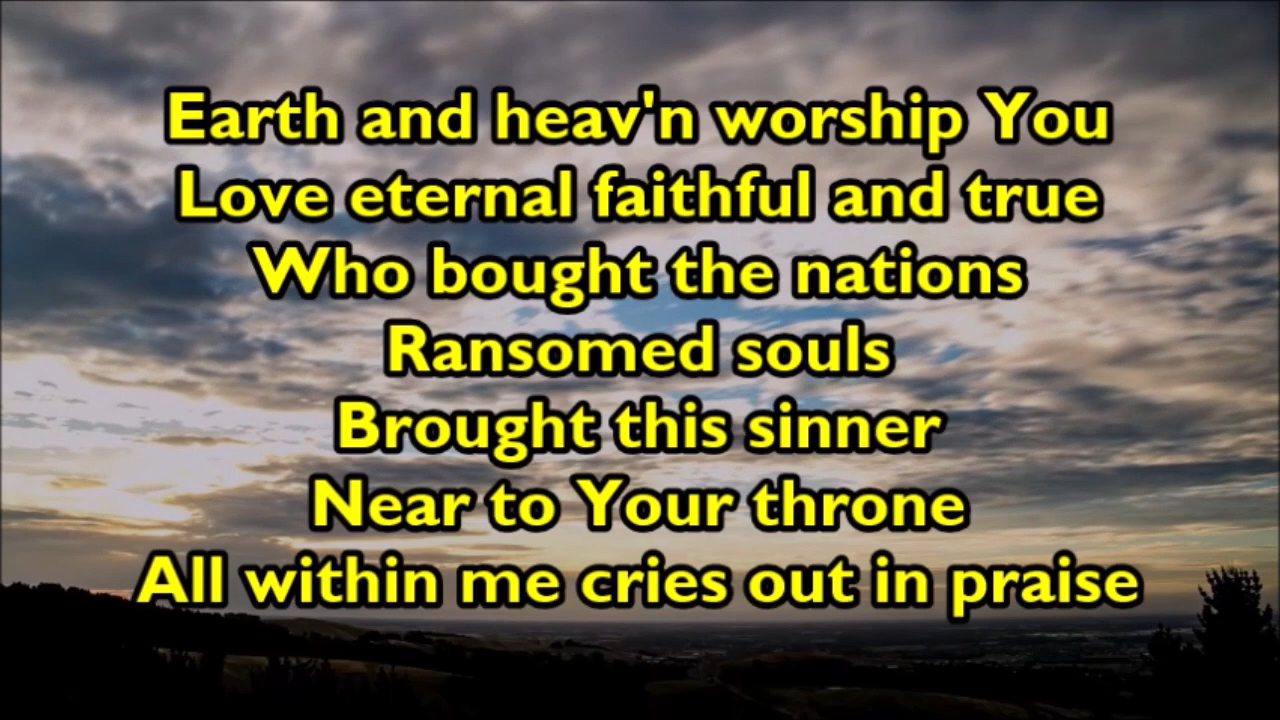 Earth and heav'n worship You
Love eternal faithful and true
Who bought the nations
Ransomed souls
Brought this sinner
Near to Your throne
All within me cries out in praise